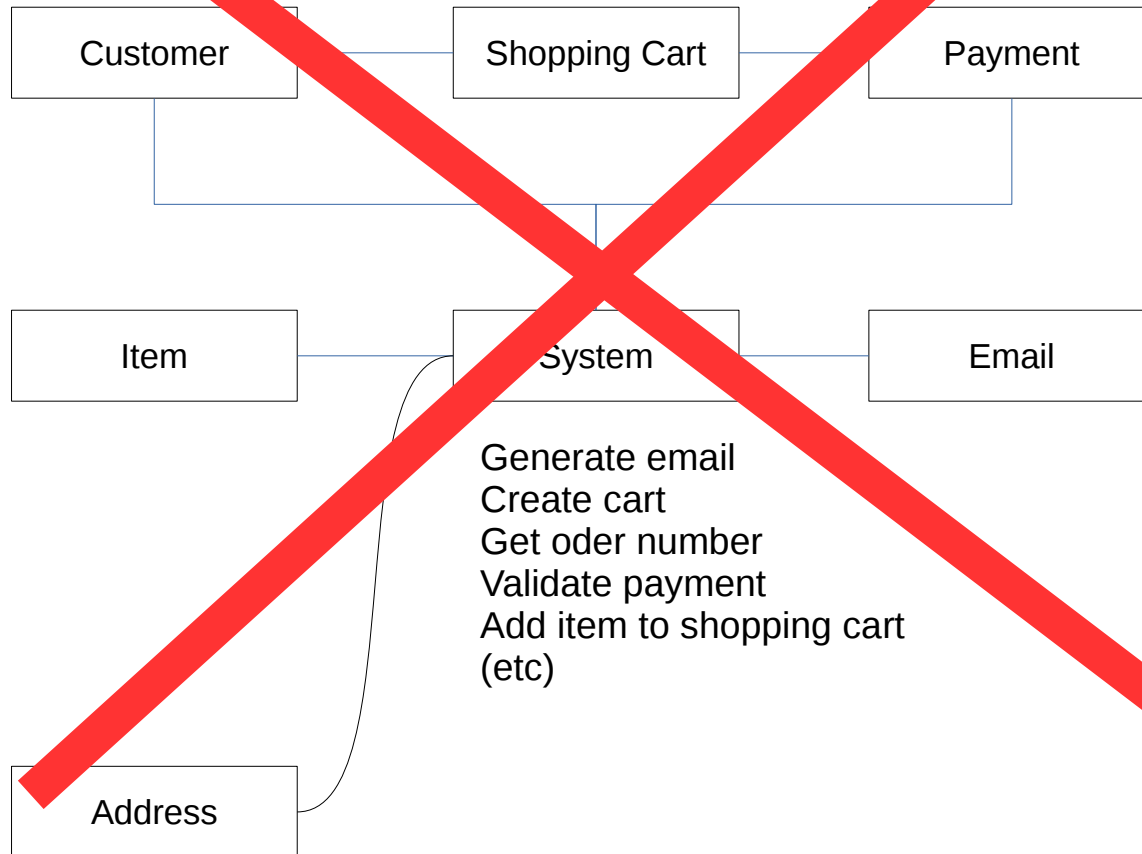 Customer
Shopping Cart
Payment
Item
System
Email
Generate email
Create cart
Get oder number
Validate payment
Add item to shopping cart
(etc)
Address